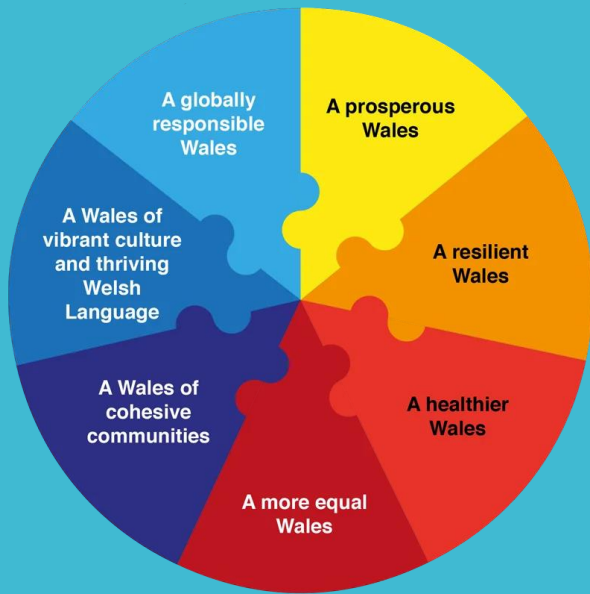 A prosperous
Wales
A resilient
Wales
A healthier
Wales
A more equal
Wales
A Wales of
cohesive
communities
A Wales of
vibrant culture
and thriving
Welsh
Language
A globally
responsible
Wales